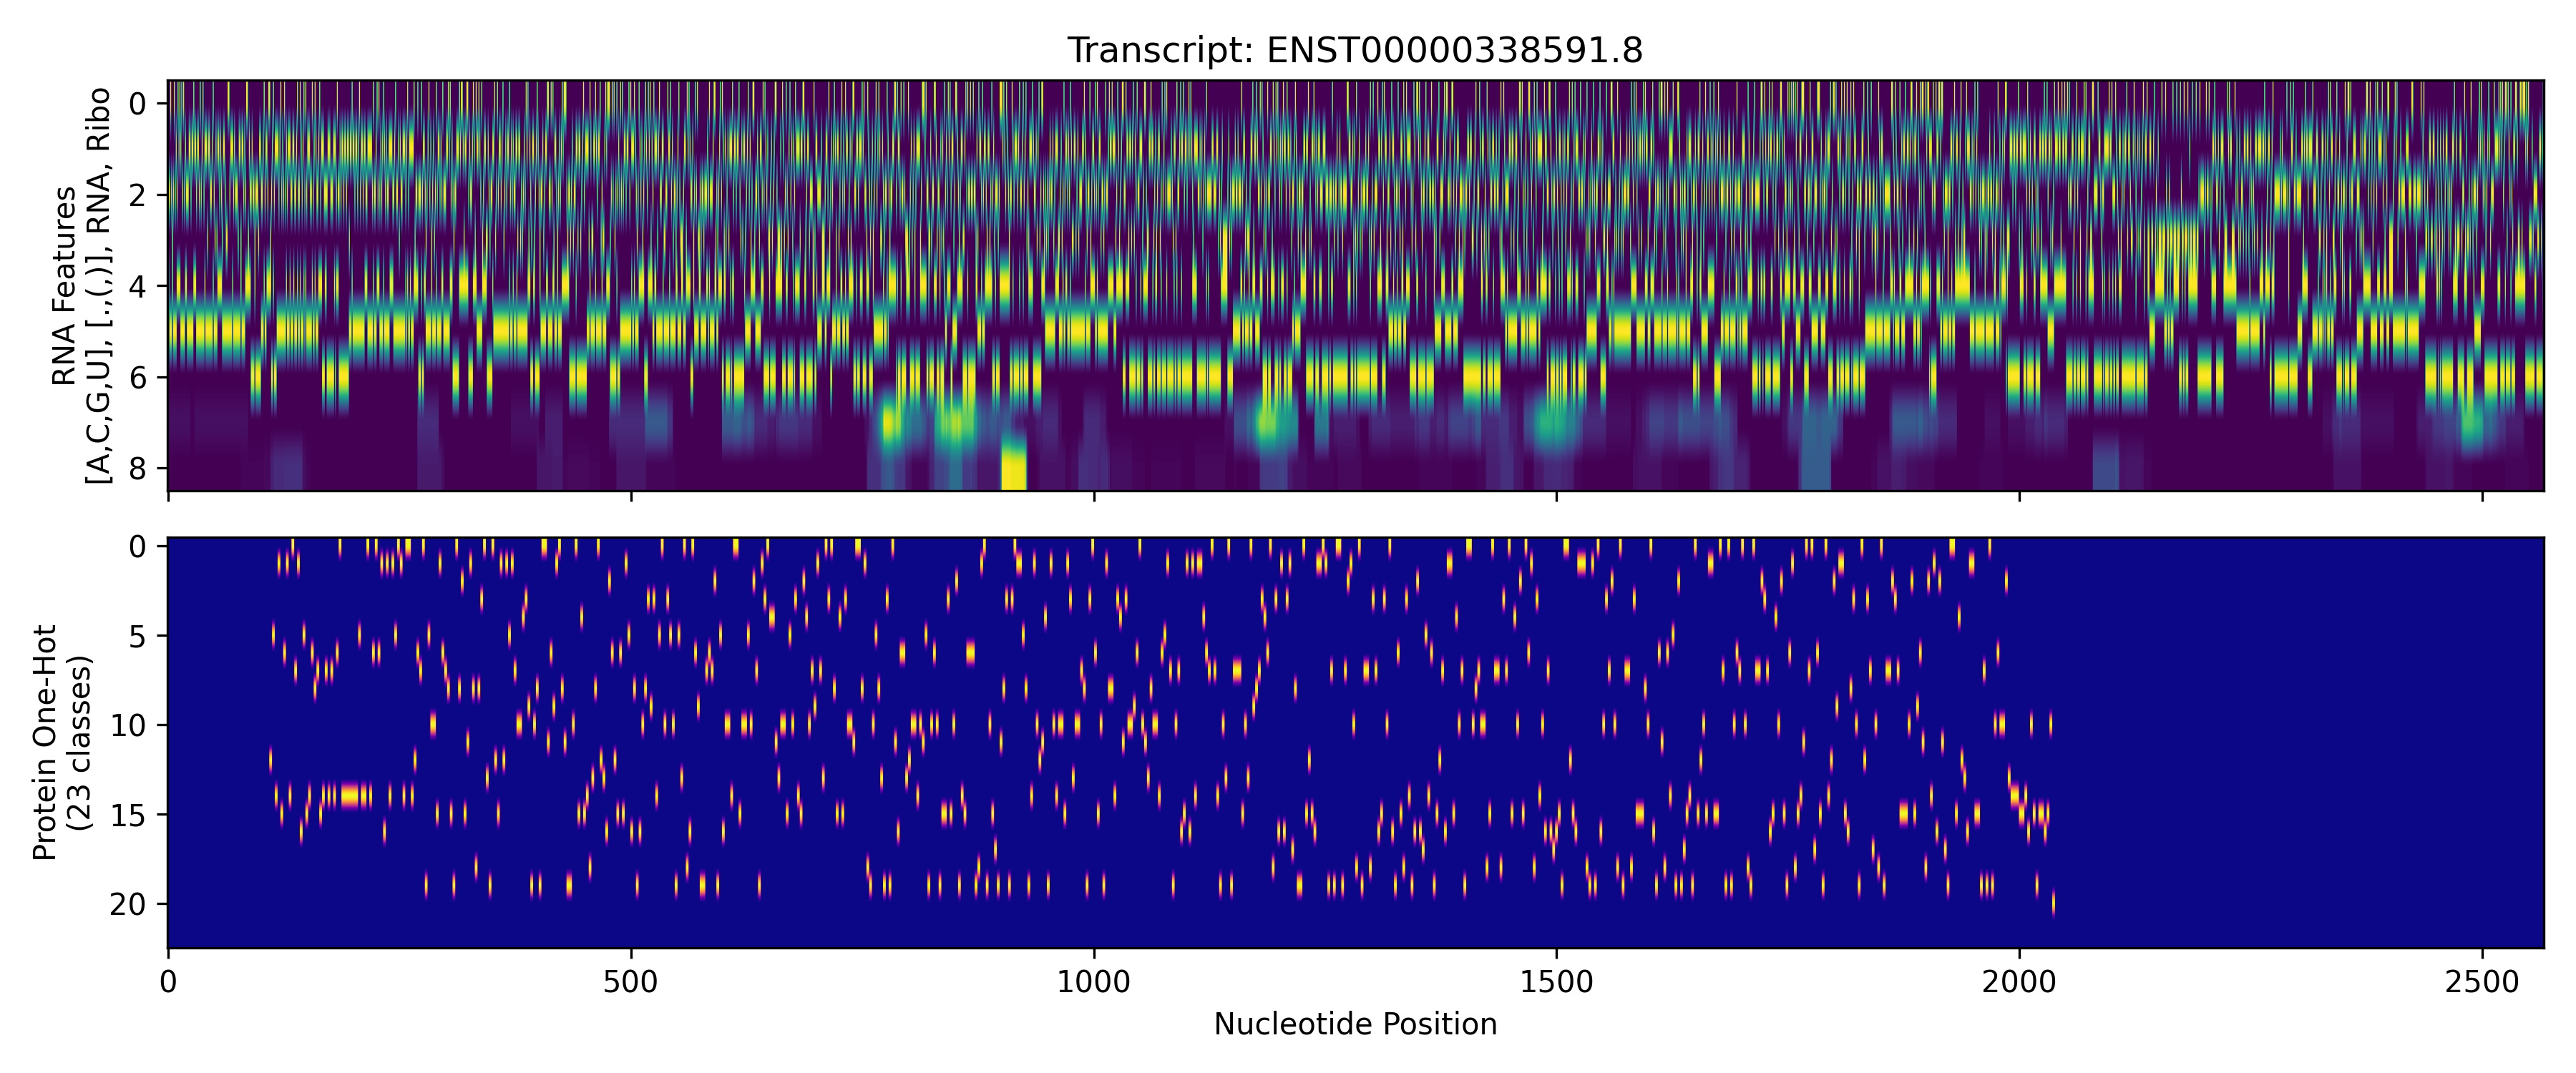 Transcript: ENST00000338591.8
RNA Features
[A,C,G,U], [.,(,)], RNA, Ribo
0
2
4
6
8
Protein One-Hot
(23 classes)
0
5
10
15
20
0
500
1000
1500
2000
2500
Nucleotide Position